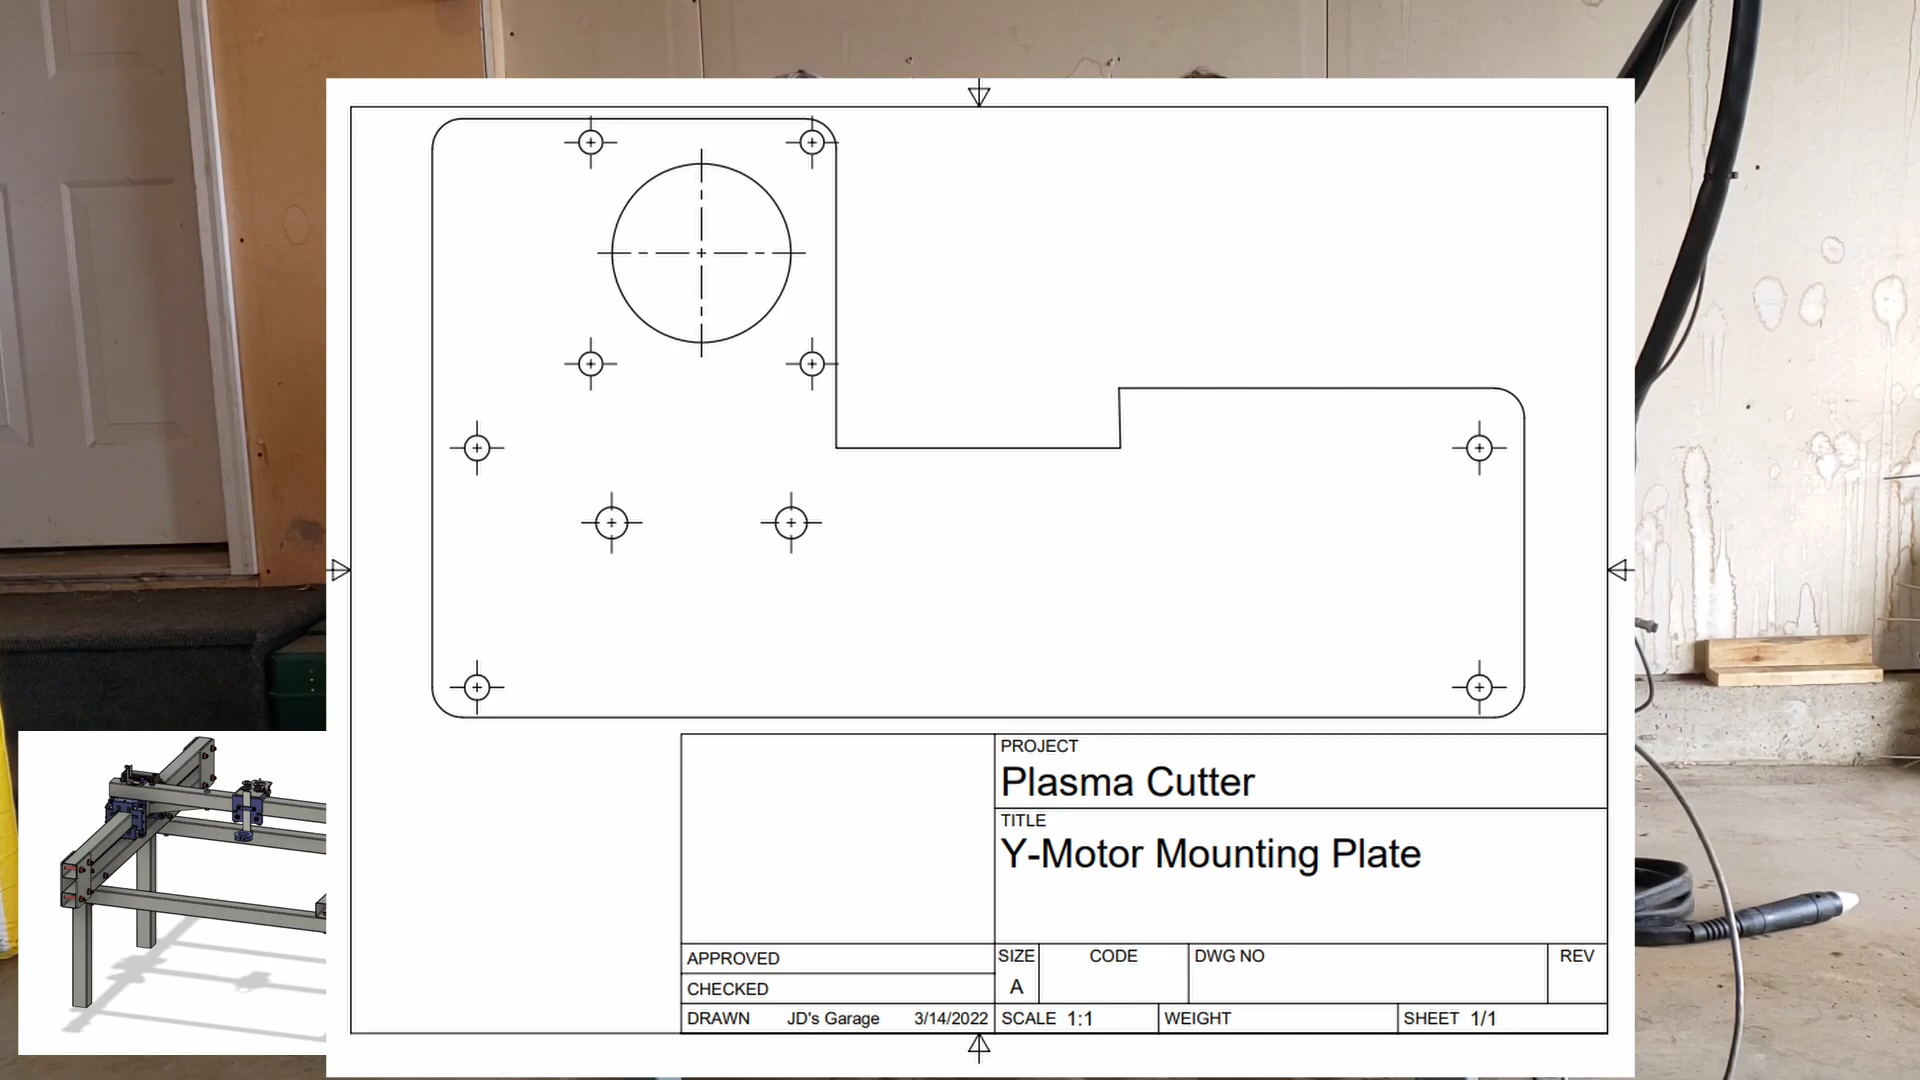 PROJECT
Plasma Cutter
TITLE
Y-Motor Mounting Plate
APPROVED
CHECKED
DRAWN JD's Garage 3/14/2022
SIZE CODE DWG NO REV
A
SCALE 1:1 WEIGHT SHEET 1/1